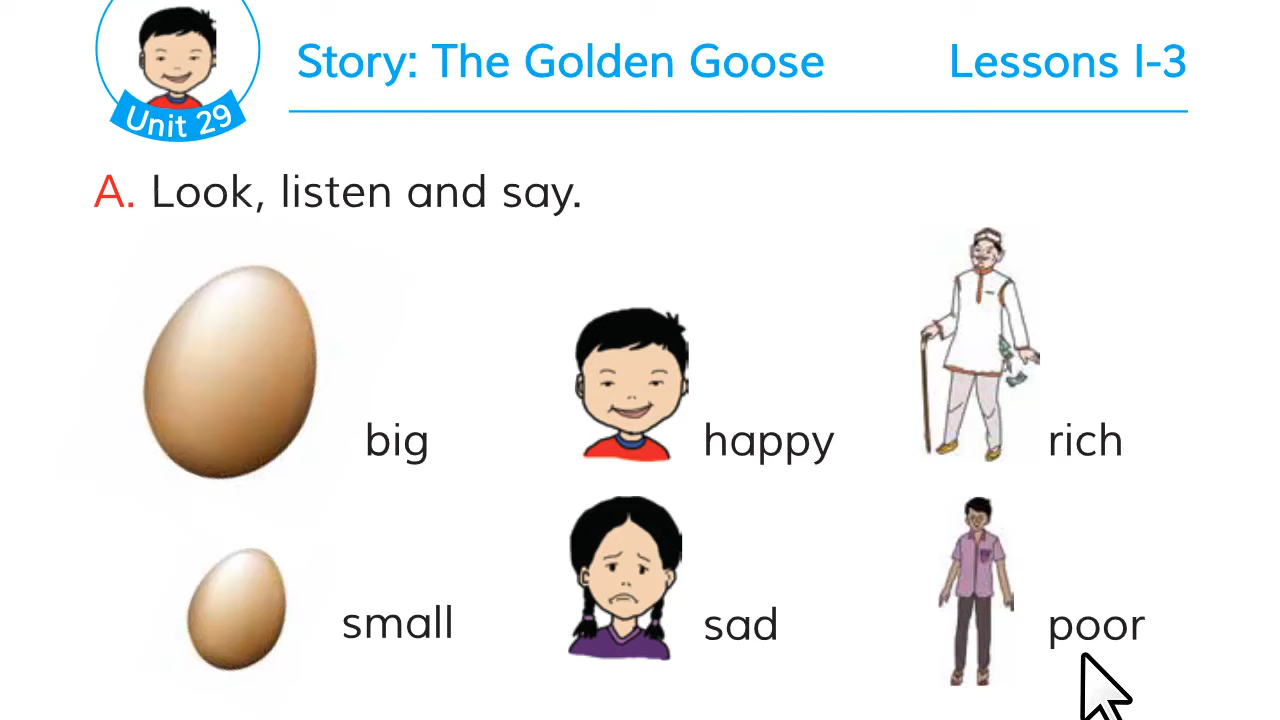 Unit 29
Story: The Golden Goose
Lessons 1-3
A. Look, listen and say.
big
happy
rich
small
sad
poor